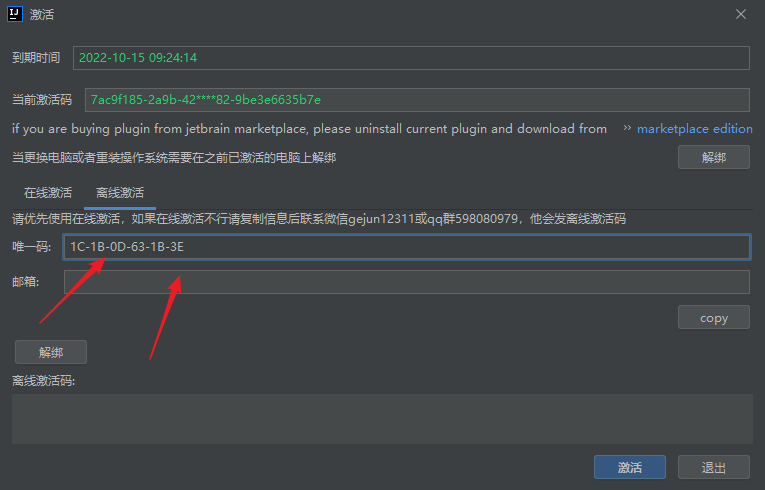 激活
到期时间 2022-10-15 09:24:14
当前激活码 7ac9f185-2a9b-42****82-9be3e6635b7e
if you are buying plugin from jetbrain marketplace, please uninstall current plugin and download from ›› marketplace edition
当更换电脑或者重装操作系统需要在之前已激活的电脑上解绑 解绑
在线激活 离线激活
请优先使用在线激活，如果在线激活不行请复制信息后联系微信gejun12311或qq群598080979，他会发离线激活码
唯一码: 1C-1B-0D-63-1B-3E
邮箱:
copy
解绑
离线激活码:
激活 退出